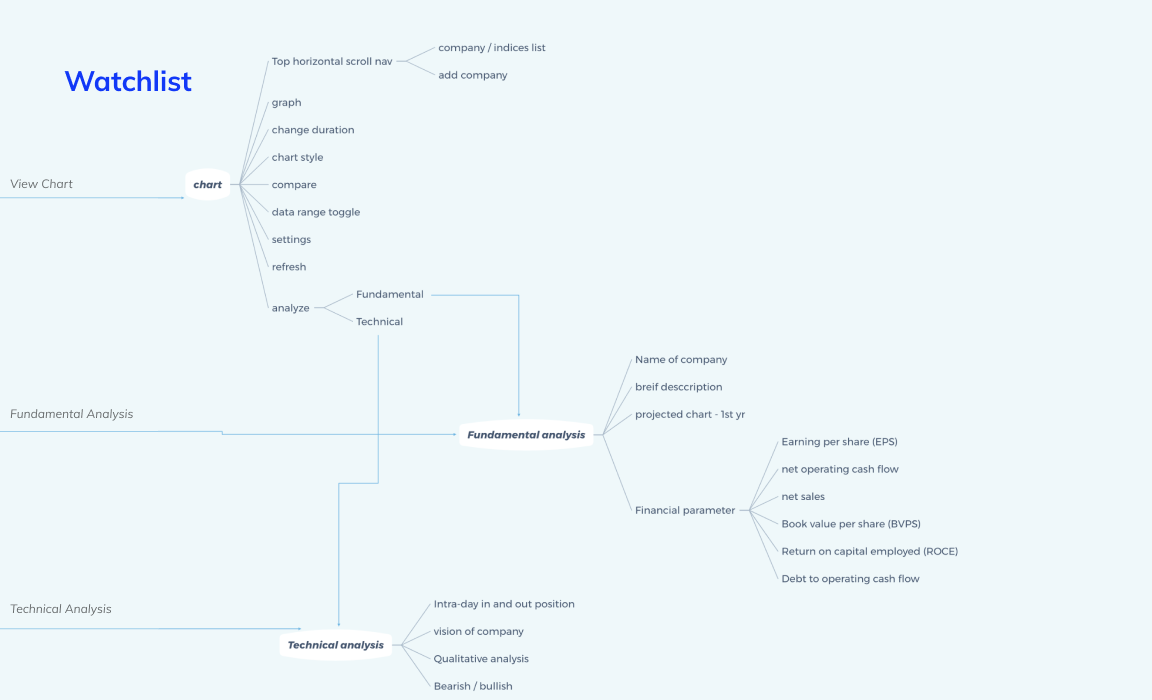 Watchlist
View Chart
chart
Top horizontal scroll nav
company / indices list
add company
graph
change duration
chart style
compare
data range toggle
settings
refresh
analyze
Fundamental
Technical
Fundamental Analysis
Fundamental analysis
Name of company
breif desccription
projected chart - 1st yr
Financial parameter
Earning per share (EPS)
net operating cash flow
net sales
Book value per share (BVPS)
Return on capital employed (ROCE)
Debt to operating cash flow
Technical Analysis
Technical analysis
Intra-day in and out position
vision of company
Qualitative analysis
Bearish / bullish